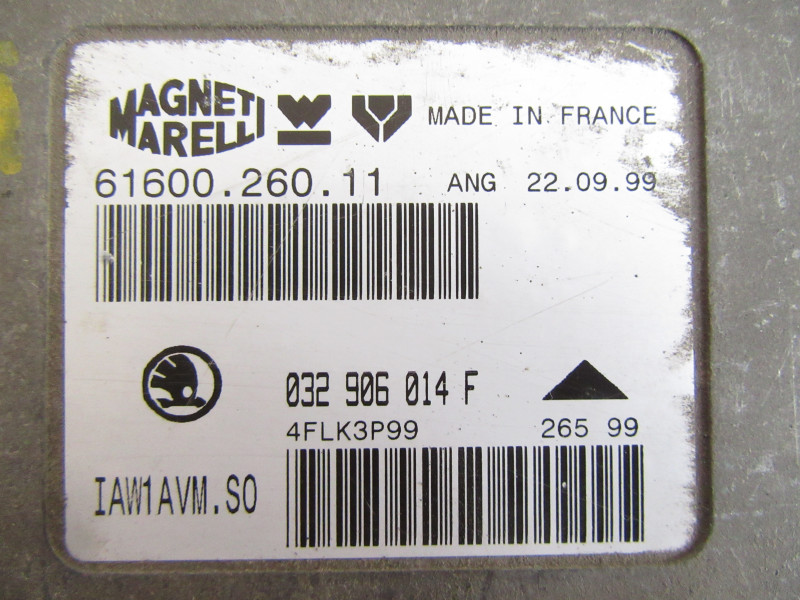 MAGNETI
MARELLI
MADE IN FRANCE
61600.260.11 ANG 22.09.99
032 906 014 F
4FLK3P99 265 99
IAW1AVM.S0